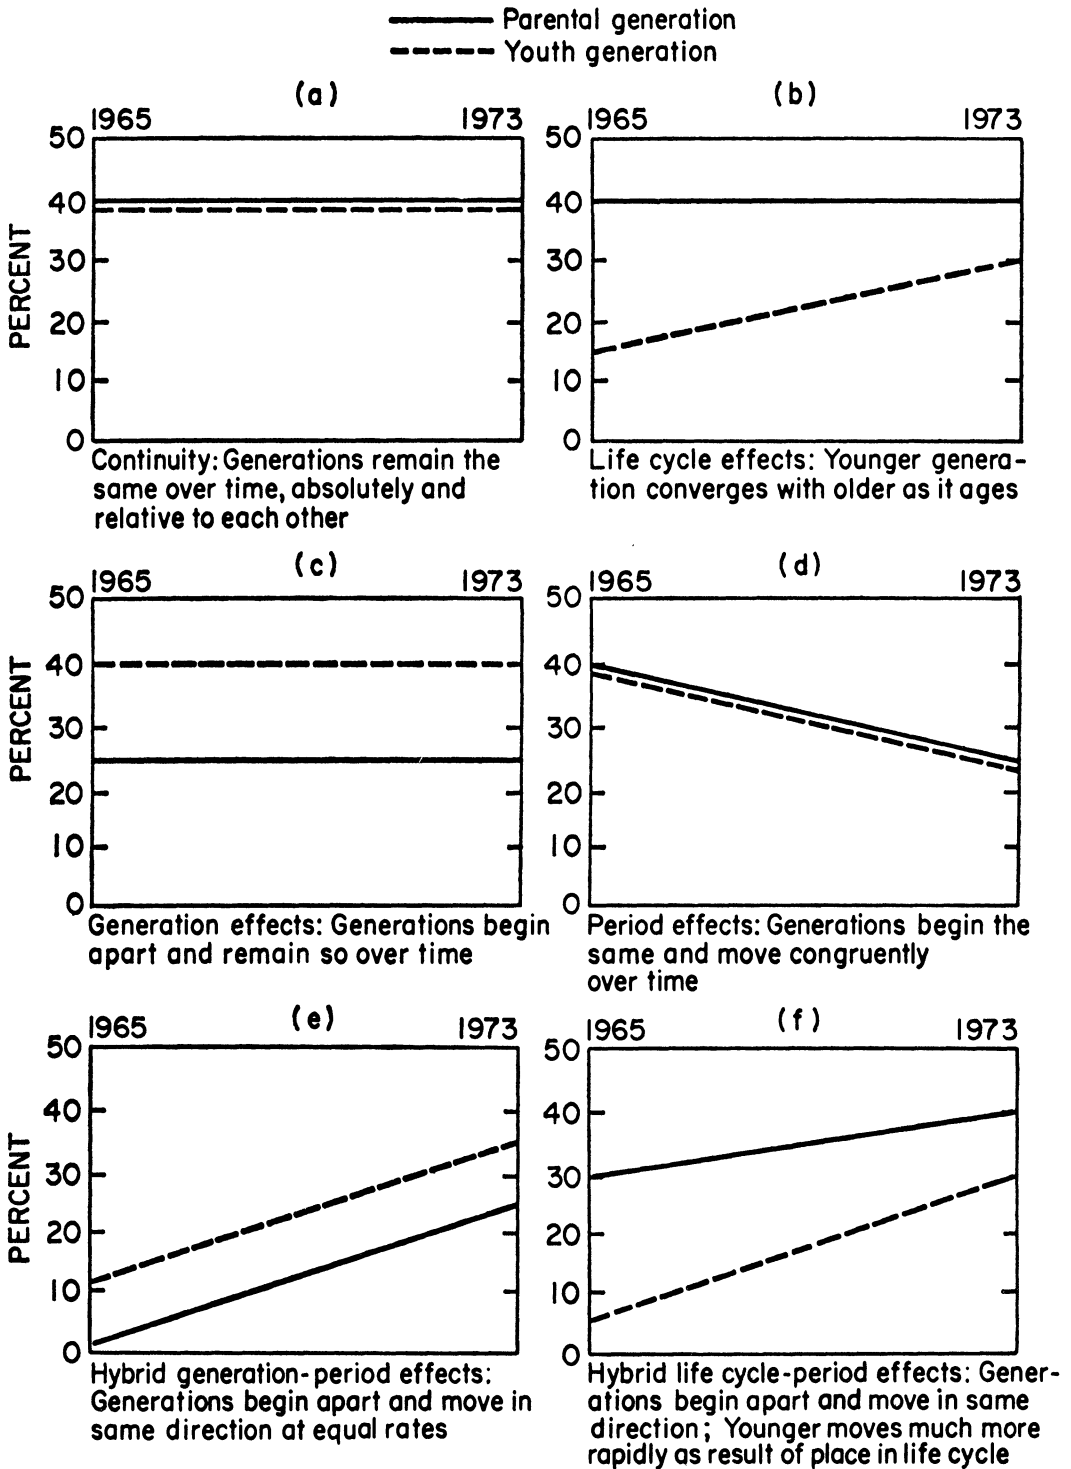 Parental generation
Youth generation
(a)
1965 1973
50
40
30
20
10
0
PERCENT
Continuity: Generations remain the
same over time, absolutely and
relative to each other
(b)
1965 1973
50
40
30
20
10
0
Life cycle effects: Younger genera-
tion converges with older as it ages
(c)
1965 1973
50
40
30
20
10
0
PERCENT
Generation effects: Generations begin
apart and remain so over time
(d)
1965 1973
50
40
30
20
10
0
Period effects: Generations begin the
same and move congruently
over time
(e)
1965 1973
50
40
30
20
10
0
PERCENT
Hybrid generation-period effects:
Generations begin apart and move in
same direction at equal rates
(f)
1965 1973
50
40
30
20
10
0
Hybrid life cycle-period effects: Gener-
ations begin apart and move in same
direction; Younger moves much more
rapidly as result of place in life cycle